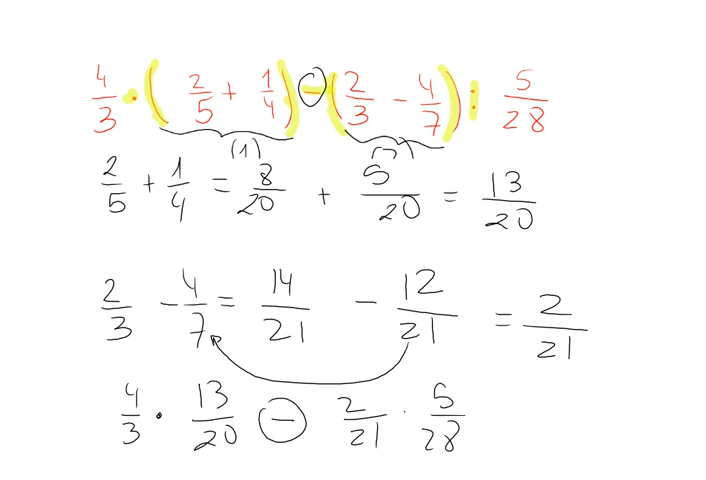 4/3 · ( 2/5 + 1/4 ) − ( 2/3 − 4/7 ) : 5/28
(1)
2/5 + 1/4 = 8/20 + 5/20 = 13/20
2/3 − 4/7 = 14/21 − 12/21 = 2/21
4/3 · 13/20 − 2/21 · 5/28